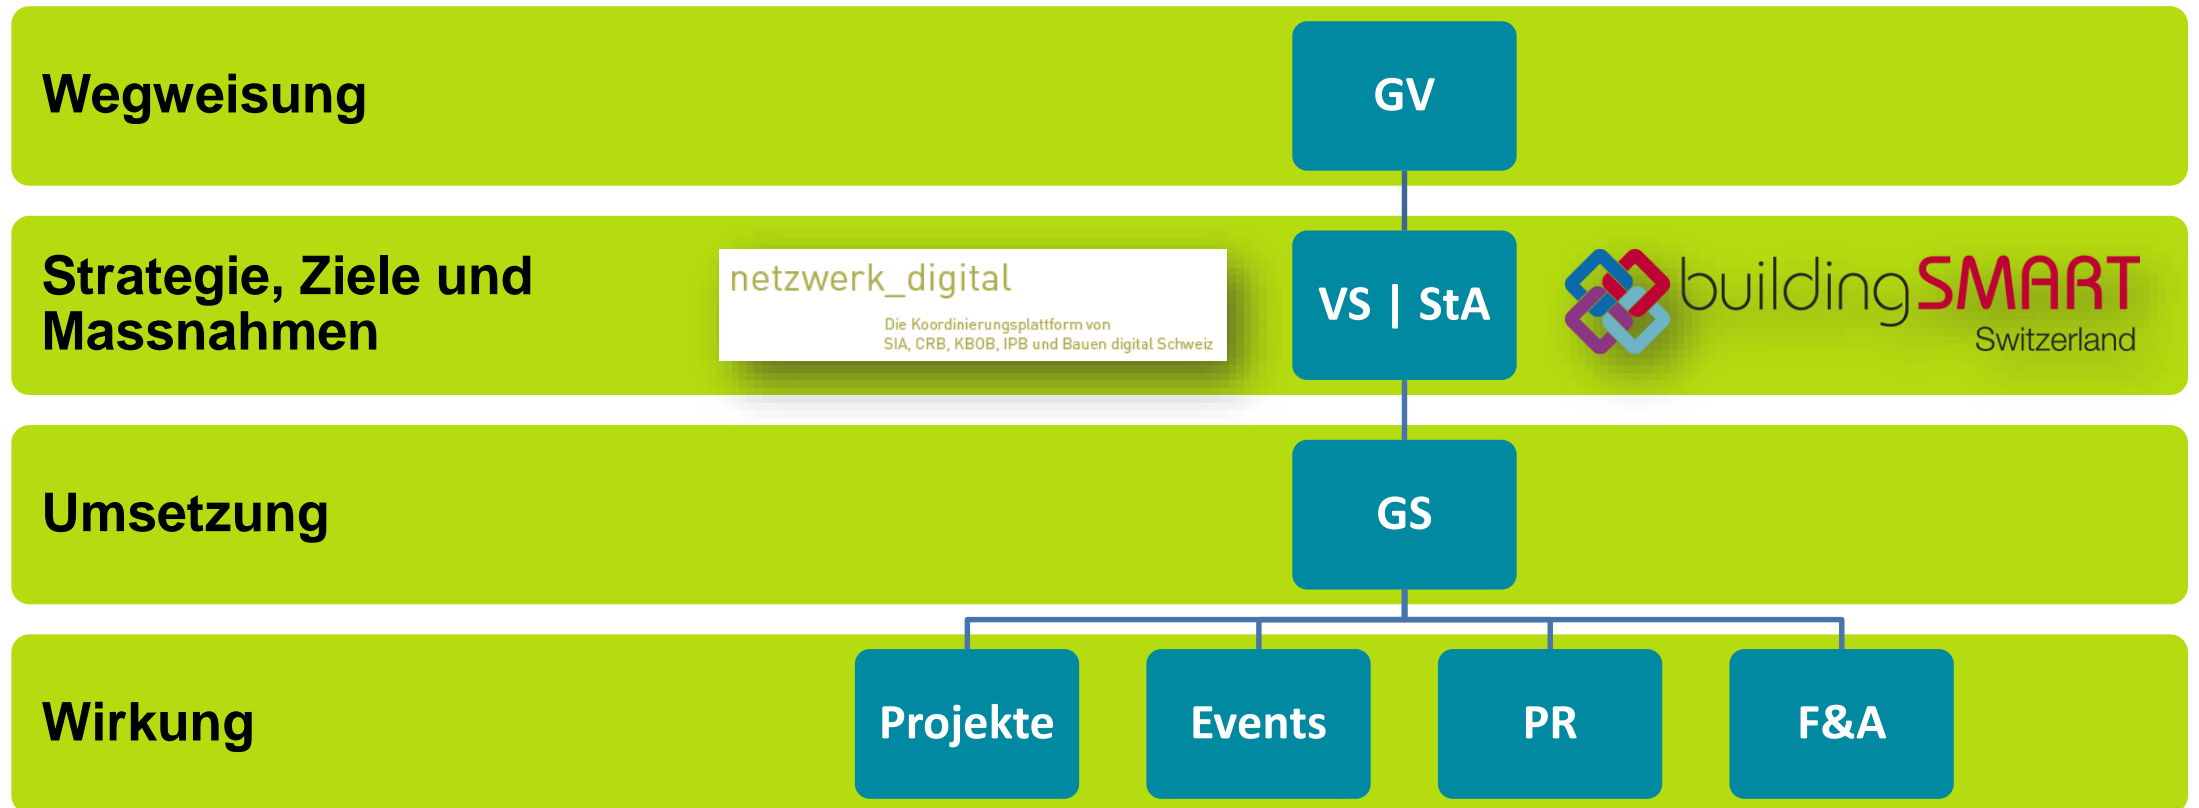 Wegweisung
GV
Strategie, Ziele und
Massnahmen
netzwerk_digital
Die Koordinierungsplattform von
SIA, CRB, KBOB, IPB und Bauen digital Schweiz
VS | StA
buildingSMART
Switzerland
Umsetzung
GS
Wirkung
Projekte
Events
PR
F&A